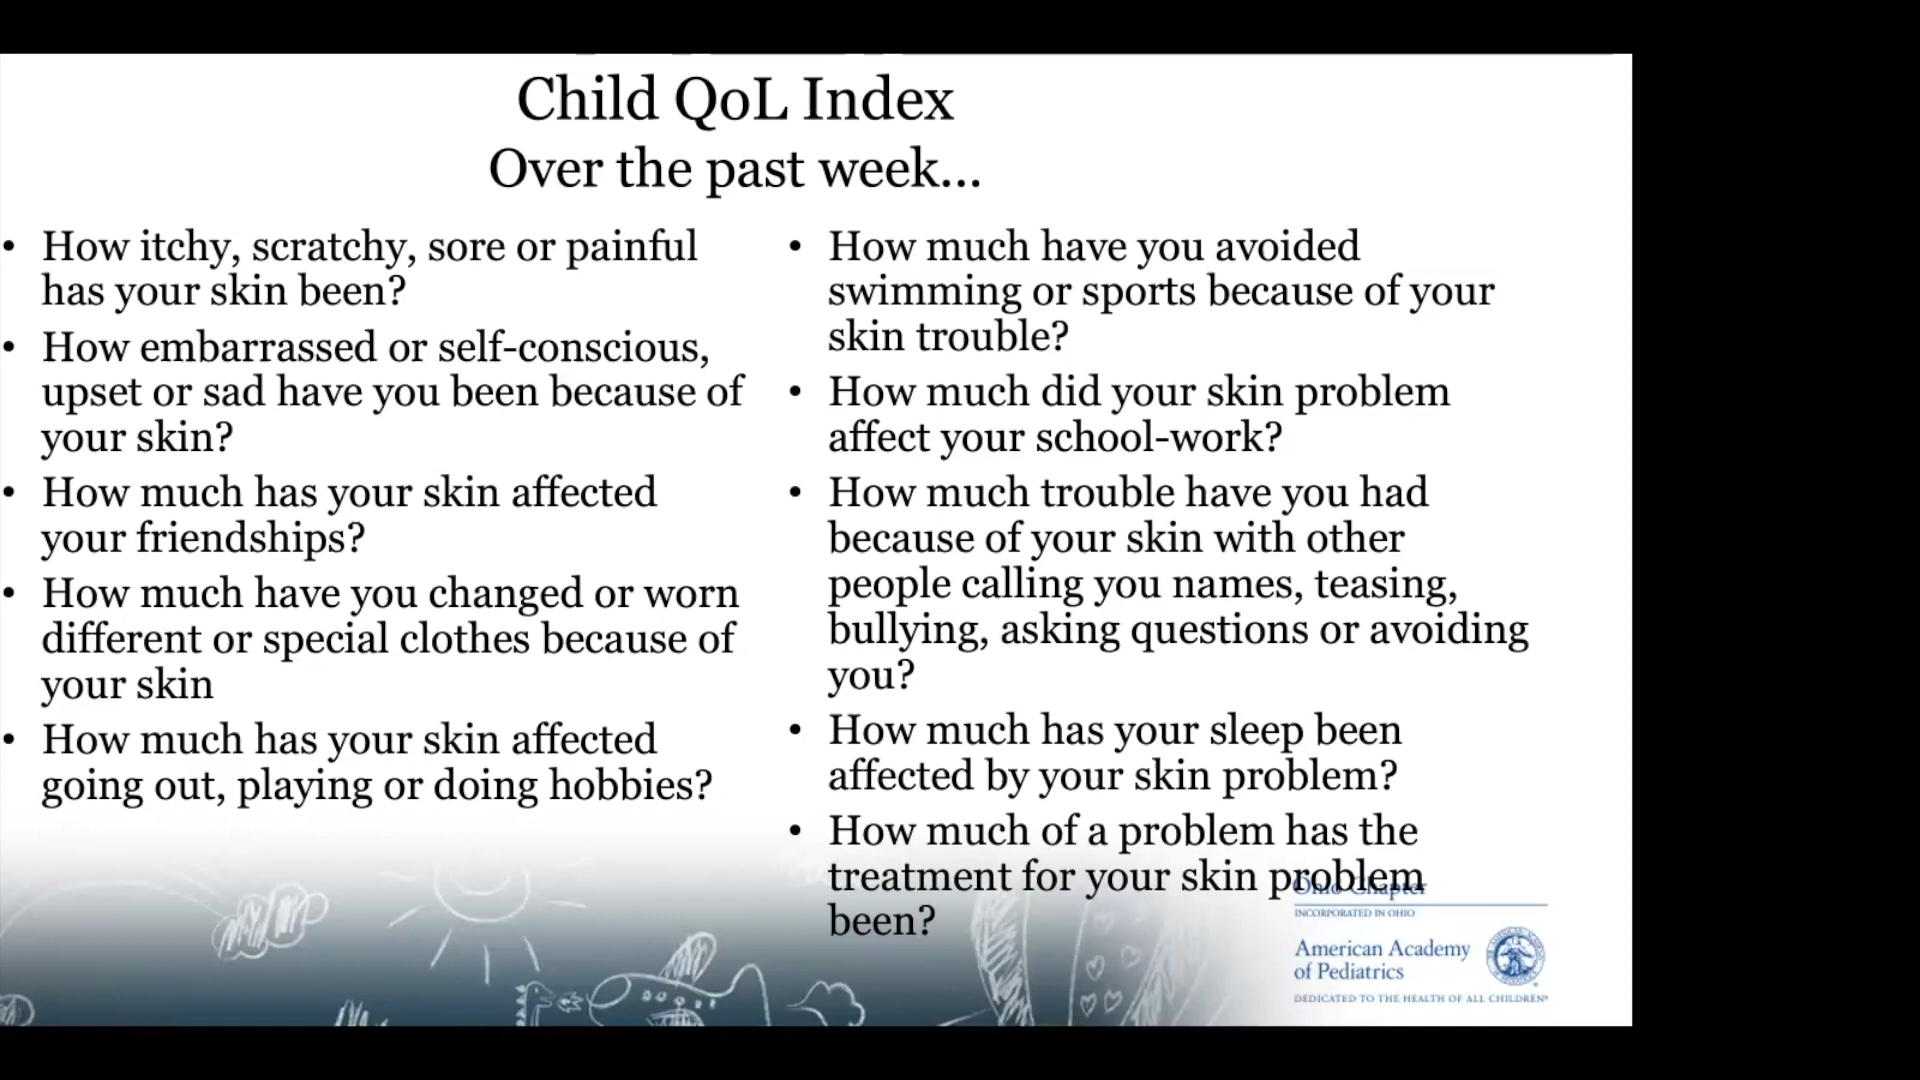 Child QoL Index
Over the past week...
• How itchy, scratchy, sore or painful
has your skin been?
• How embarrassed or self-conscious,
upset or sad have you been because of
your skin?
• How much has your skin affected
your friendships?
• How much have you changed or worn
different or special clothes because of
your skin
• How much has your skin affected
going out, playing or doing hobbies?
• How much have you avoided
swimming or sports because of your
skin trouble?
• How much did your skin problem
affect your school-work?
• How much trouble have you had
because of your skin with other
people calling you names, teasing,
bullying, asking questions or avoiding
you?
• How much has your sleep been
affected by your skin problem?
• How much of a problem has the
treatment for your skin problem
been?
Ohio Chapter
INCORPORATED IN OHIO
American Academy
of Pediatrics
DEDICATED TO THE HEALTH OF ALL CHILDREN®